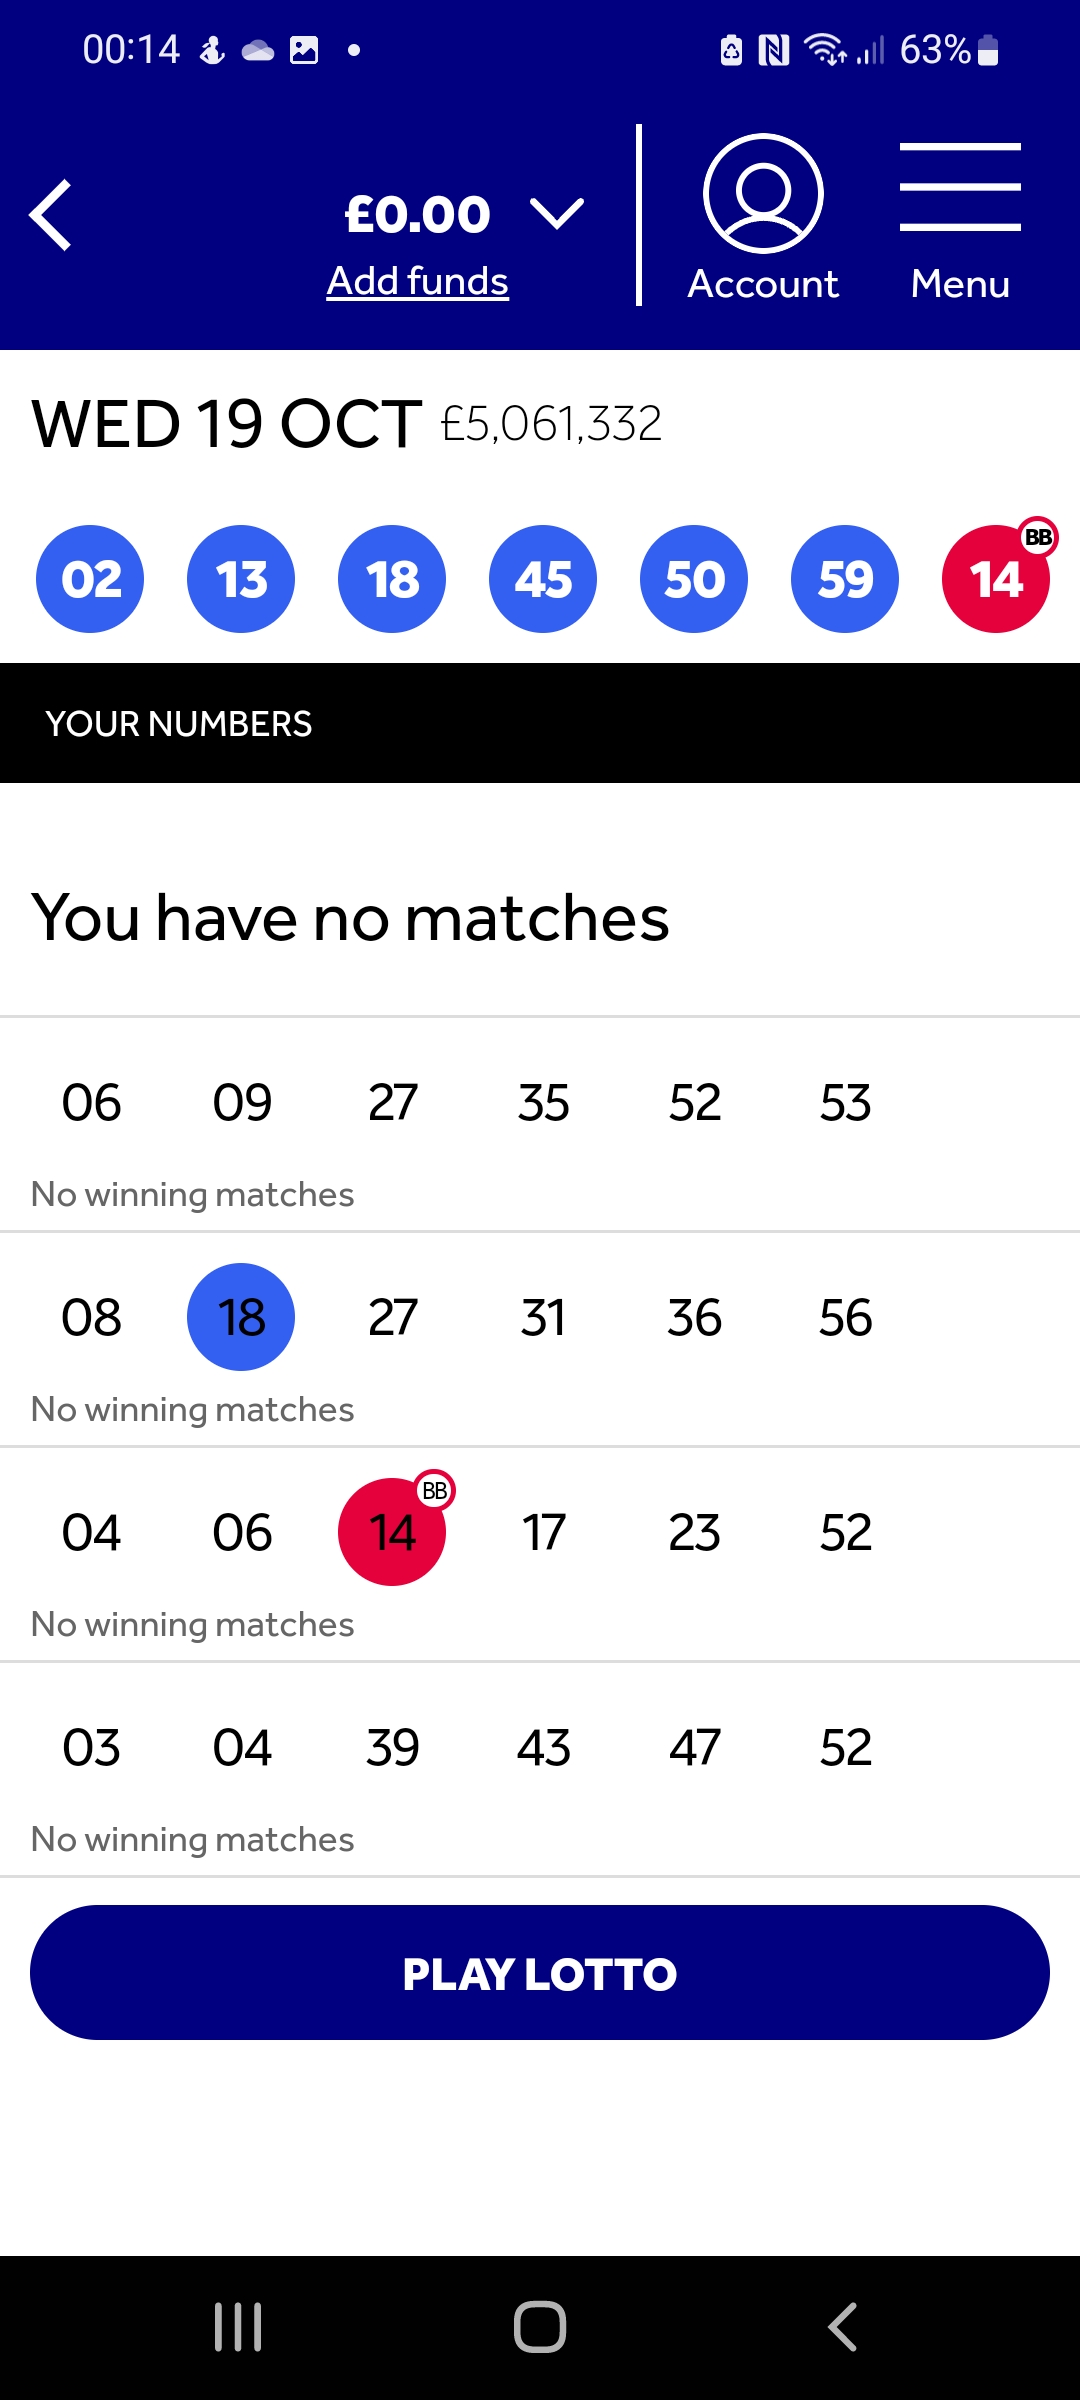 00:14 63%
£0.00
Add funds
Account Menu
WED 19 OCT £5,061,332
02 13 18 45 50 59 14 BB
YOUR NUMBERS
You have no matches
06 09 27 35 52 53
No winning matches
08 18 27 31 36 56
No winning matches
04 06 14 BB 17 23 52
No winning matches
03 04 39 43 47 52
No winning matches
PLAY LOTTO